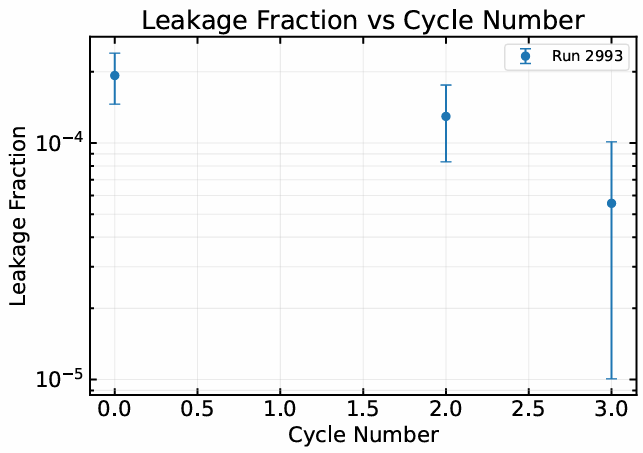 Leakage Fraction vs Cycle Number
Run 2993
Leakage Fraction
10⁻⁴
10⁻⁵
0.0 0.5 1.0 1.5 2.0 2.5 3.0
Cycle Number